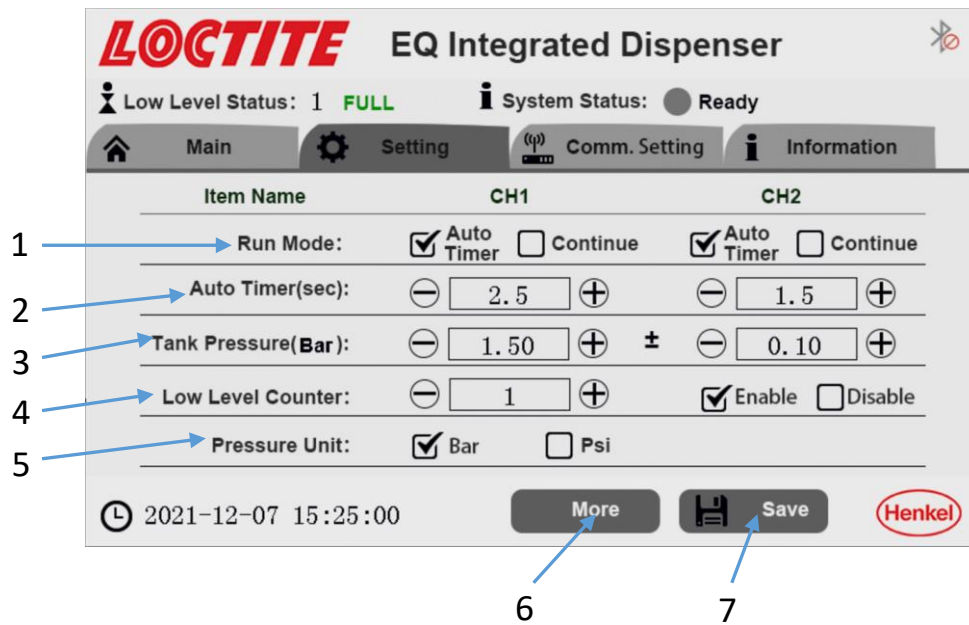 LOCTITE EQ Integrated Dispenser
Low Level Status: 1 FULL System Status: Ready
Main Setting Comm. Setting Information
Item Name CH1 CH2
1 Run Mode: Auto Timer Continue Auto Timer Continue
2 Auto Timer(sec): 2.5 1.5
3 Tank Pressure(Bar): 1.50 ± 0.10
4 Low Level Counter: 1 Enable Disable
5 Pressure Unit: Bar Psi
2021-12-07 15:25:00 More Save Henkel
6 7